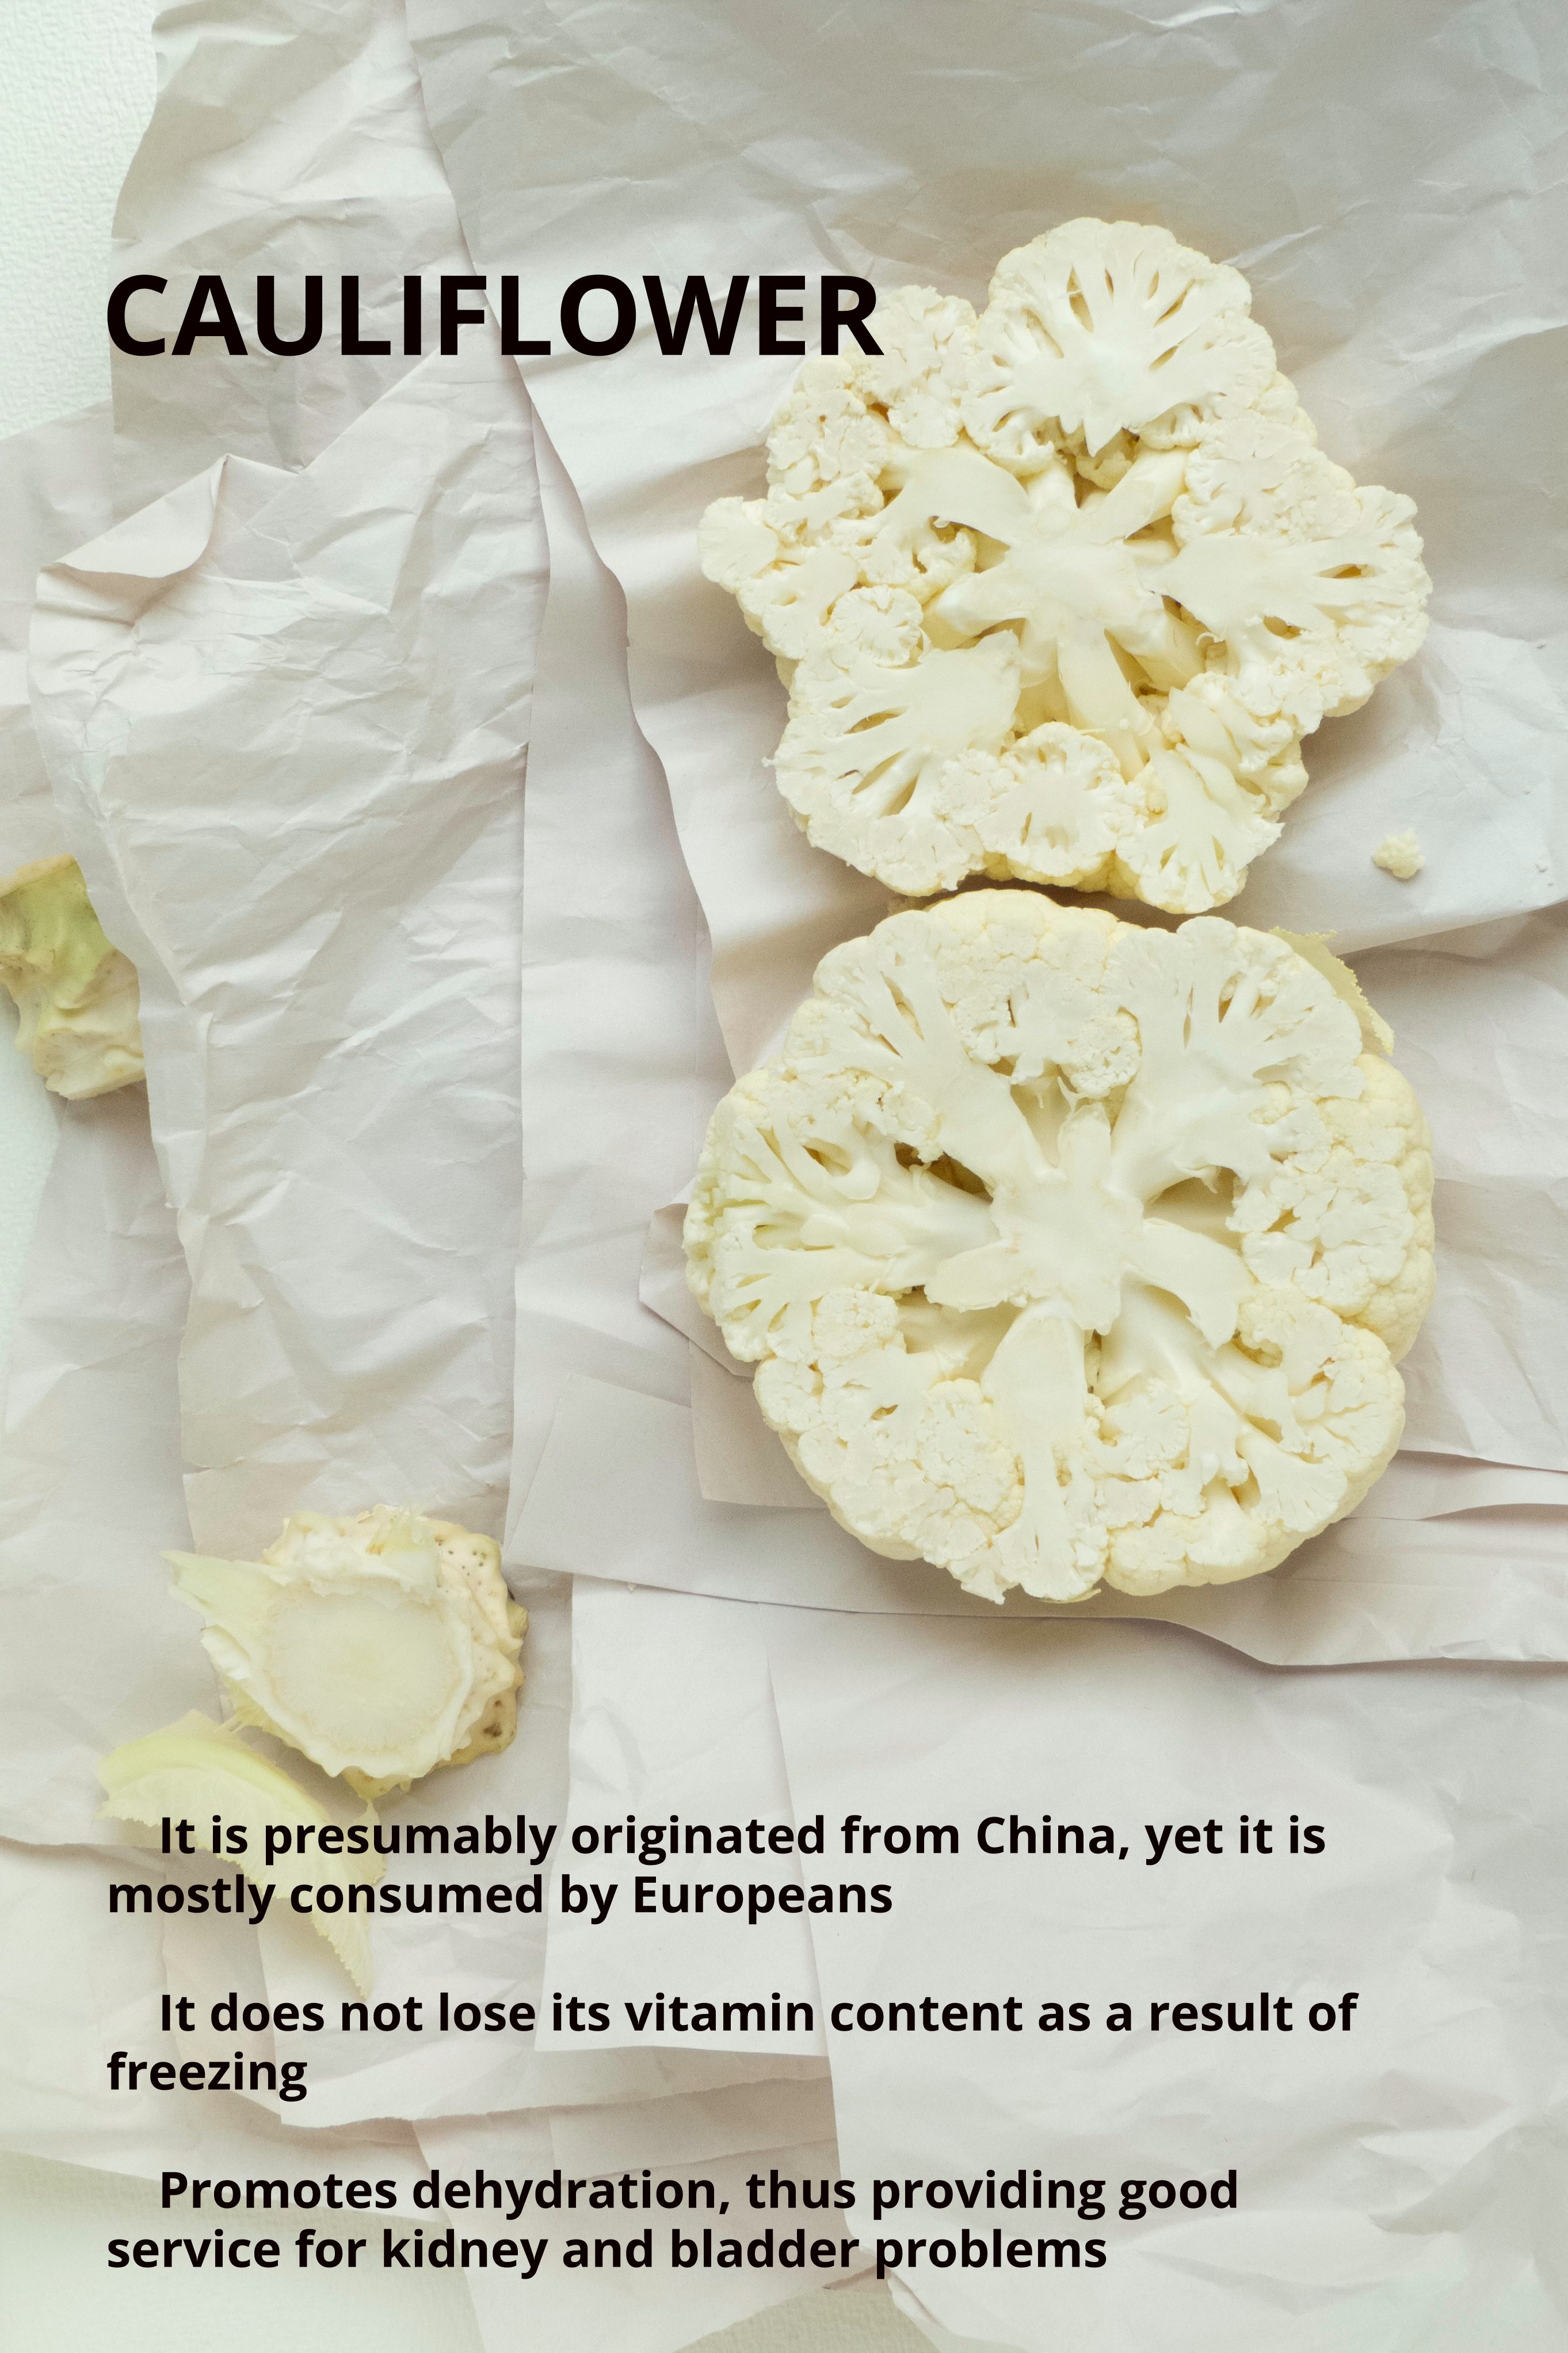 CAULIFLOWER
It is presumably originated from China, yet it is
mostly consumed by Europeans
It does not lose its vitamin content as a result of
freezing
Promotes dehydration, thus providing good
service for kidney and bladder problems